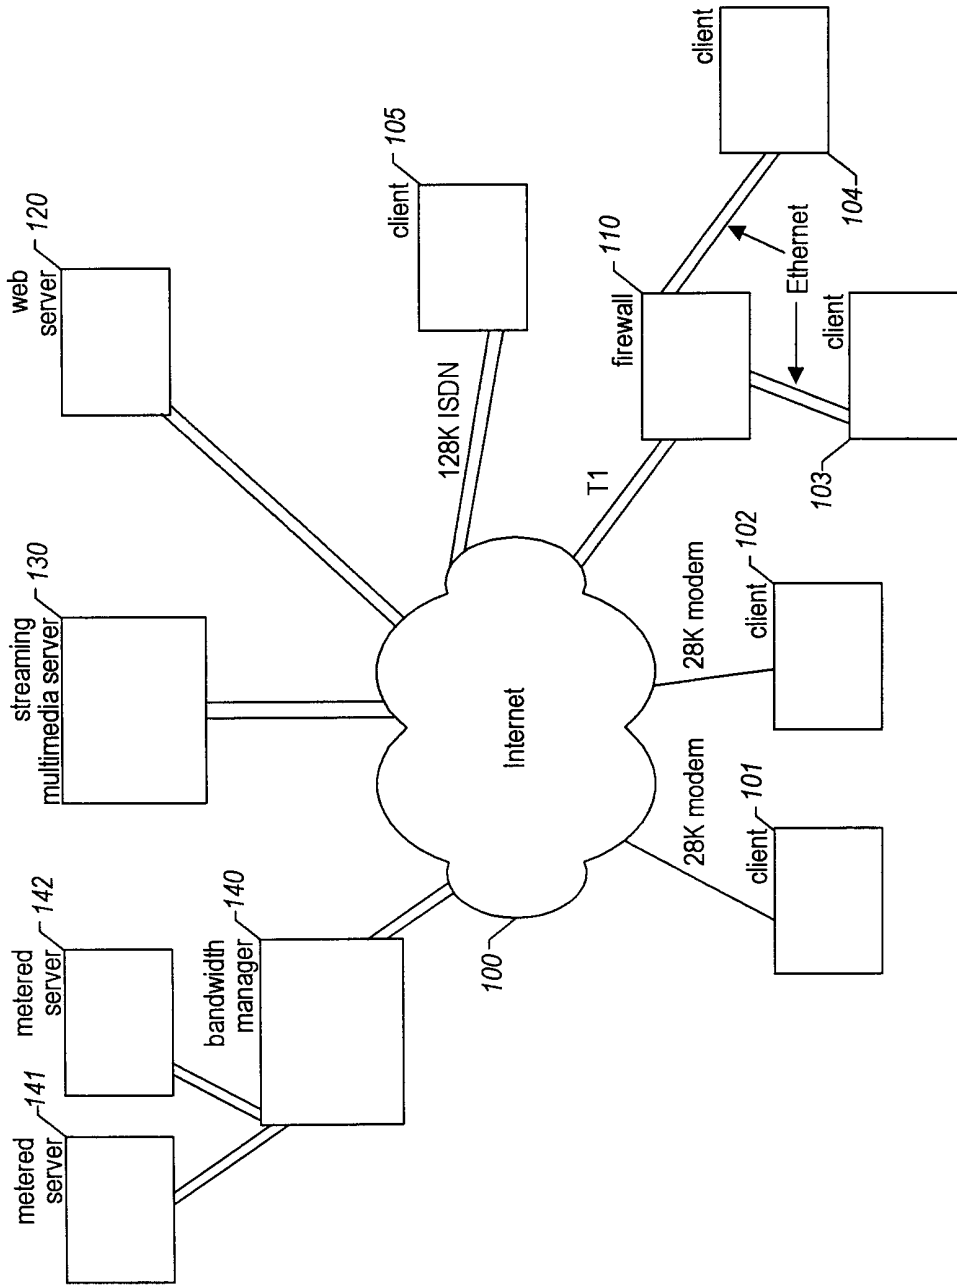 metered
server
141
metered
server
142
bandwidth
manager
140
streaming
multimedia server
130
web
server
120
client
105
128K ISDN
Internet
100
T1
firewall
110
Ethernet
client
104
client
103
28K modem
client
102
28K modem
client
101